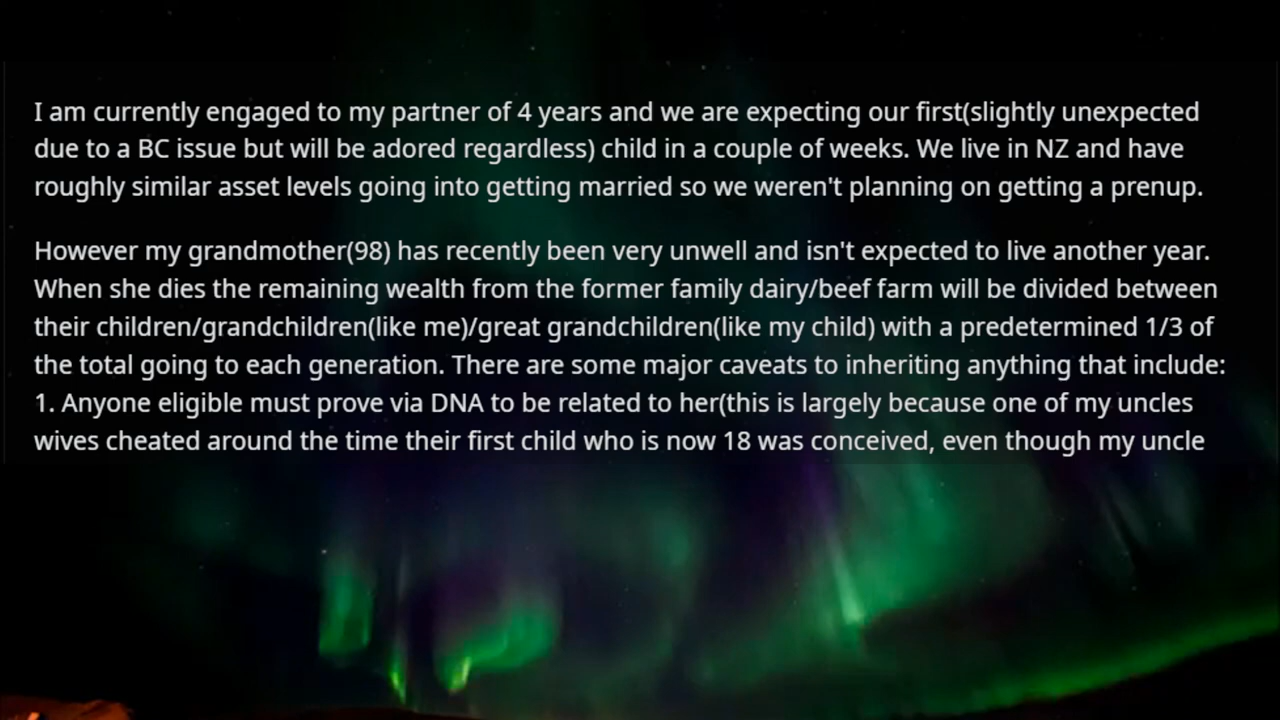 I am currently engaged to my partner of 4 years and we are expecting our first(slightly unexpected
due to a BC issue but will be adored regardless) child in a couple of weeks. We live in NZ and have
roughly similar asset levels going into getting married so we weren't planning on getting a prenup.
However my grandmother(98) has recently been very unwell and isn't expected to live another year.
When she dies the remaining wealth from the former family dairy/beef farm will be divided between
their children/grandchildren(like me)/great grandchildren(like my child) with a predetermined 1/3 of
the total going to each generation. There are some major caveats to inheriting anything that include:
1. Anyone eligible must prove via DNA to be related to her(this is largely because one of my uncles
wives cheated around the time their first child who is now 18 was conceived, even though my uncle